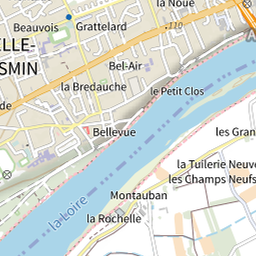 la Noue
Beauvois
Grattelard
.110
ELLE-
SMIN
Bel-Air
la Bredauche
le Petit Clos
de
Bellevue
les Gran
la Tuilerie Neuve
les Champs Neufs
Montauban
la Loire
la Rochelle